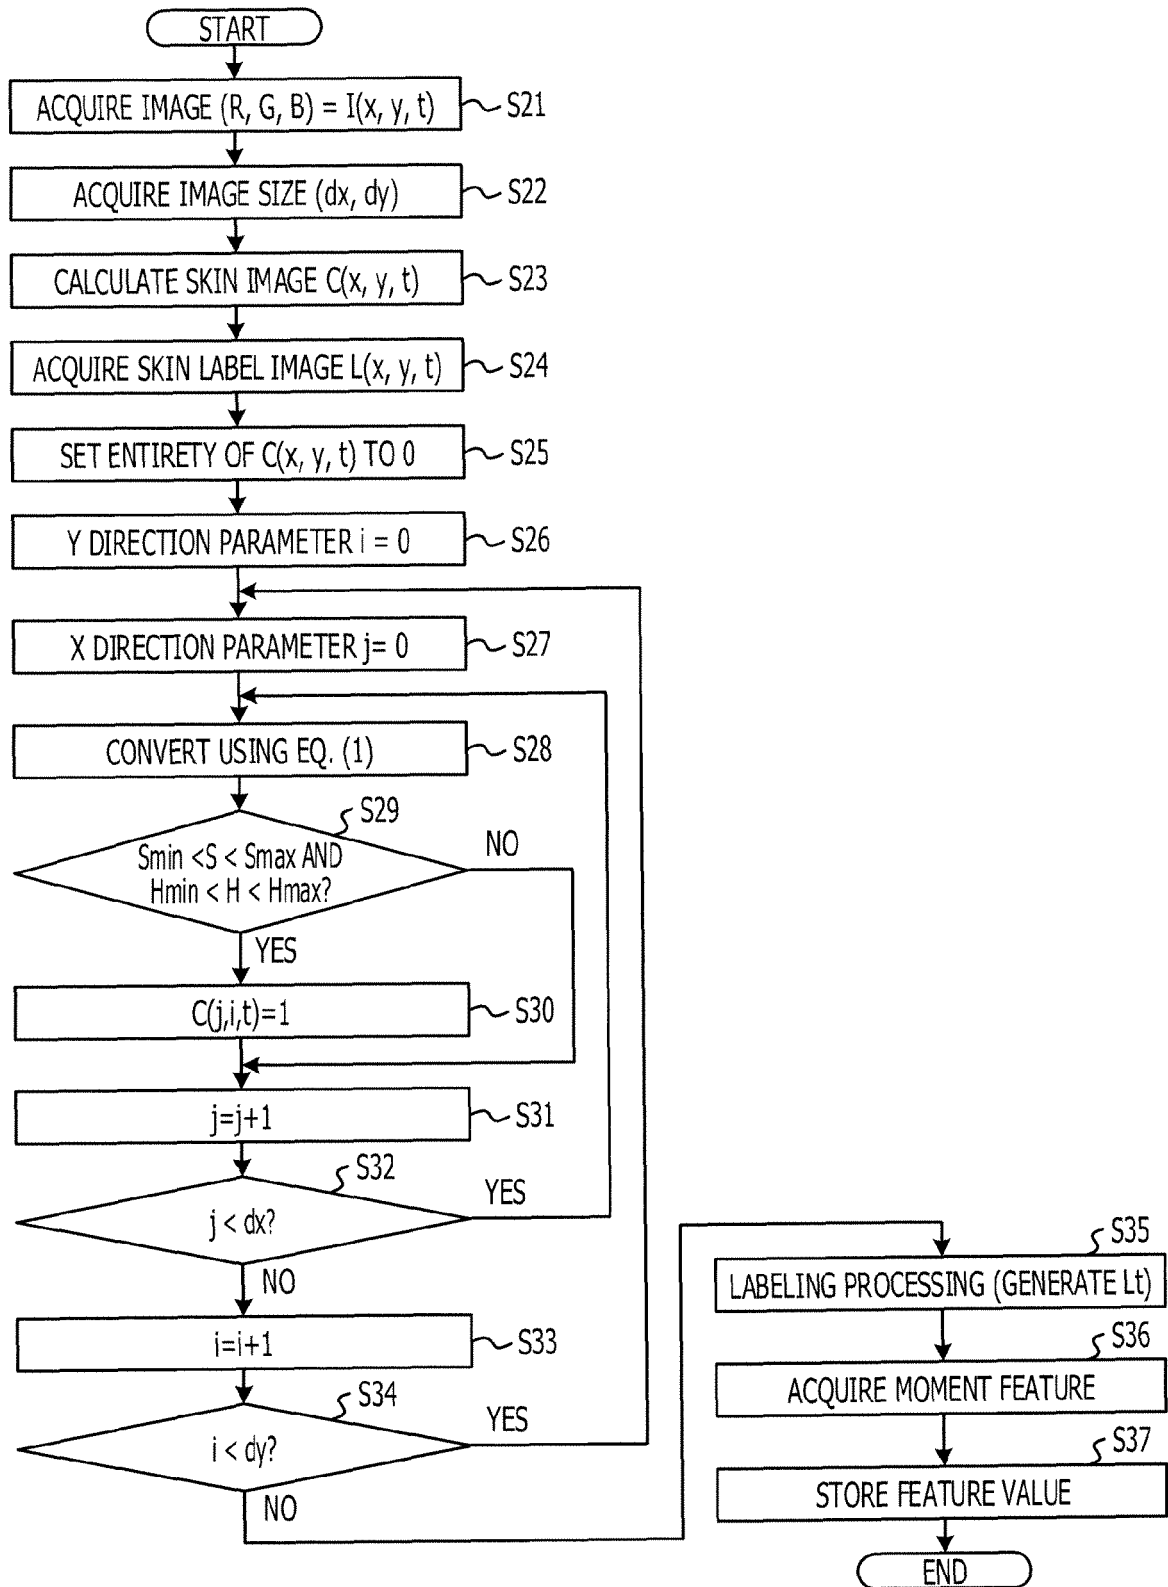 START
ACQUIRE IMAGE (R, G, B) = I(x, y, t)
S21
ACQUIRE IMAGE SIZE (dx, dy)
S22
CALCULATE SKIN IMAGE C(x, y, t)
S23
ACQUIRE SKIN LABEL IMAGE L(x, y, t)
S24
SET ENTIRETY OF C(x, y, t) TO 0
S25
Y DIRECTION PARAMETER i = 0
S26
X DIRECTION PARAMETER j= 0
S27
CONVERT USING EQ. (1)
S28
S29
Smin <S < Smax AND
Hmin < H < Hmax?
NO
YES
C(j,i,t)=1
S30
j=j+1
S31
S32
j < dx?
YES
NO
i=i+1
S33
S34
i < dy?
YES
NO
S35
LABELING PROCESSING (GENERATE Lt)
S36
ACQUIRE MOMENT FEATURE
S37
STORE FEATURE VALUE
END